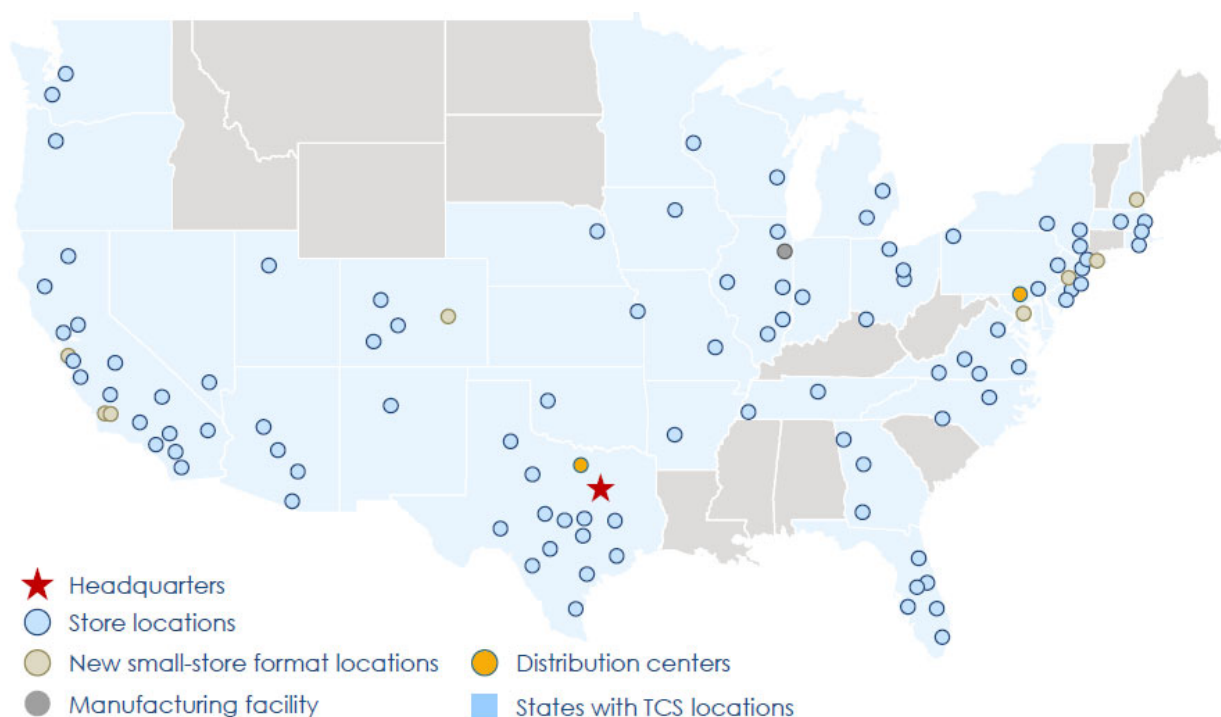 Headquarters
Store locations
New small-store format locations
Manufacturing facility
Distribution centers
States with TCS locations